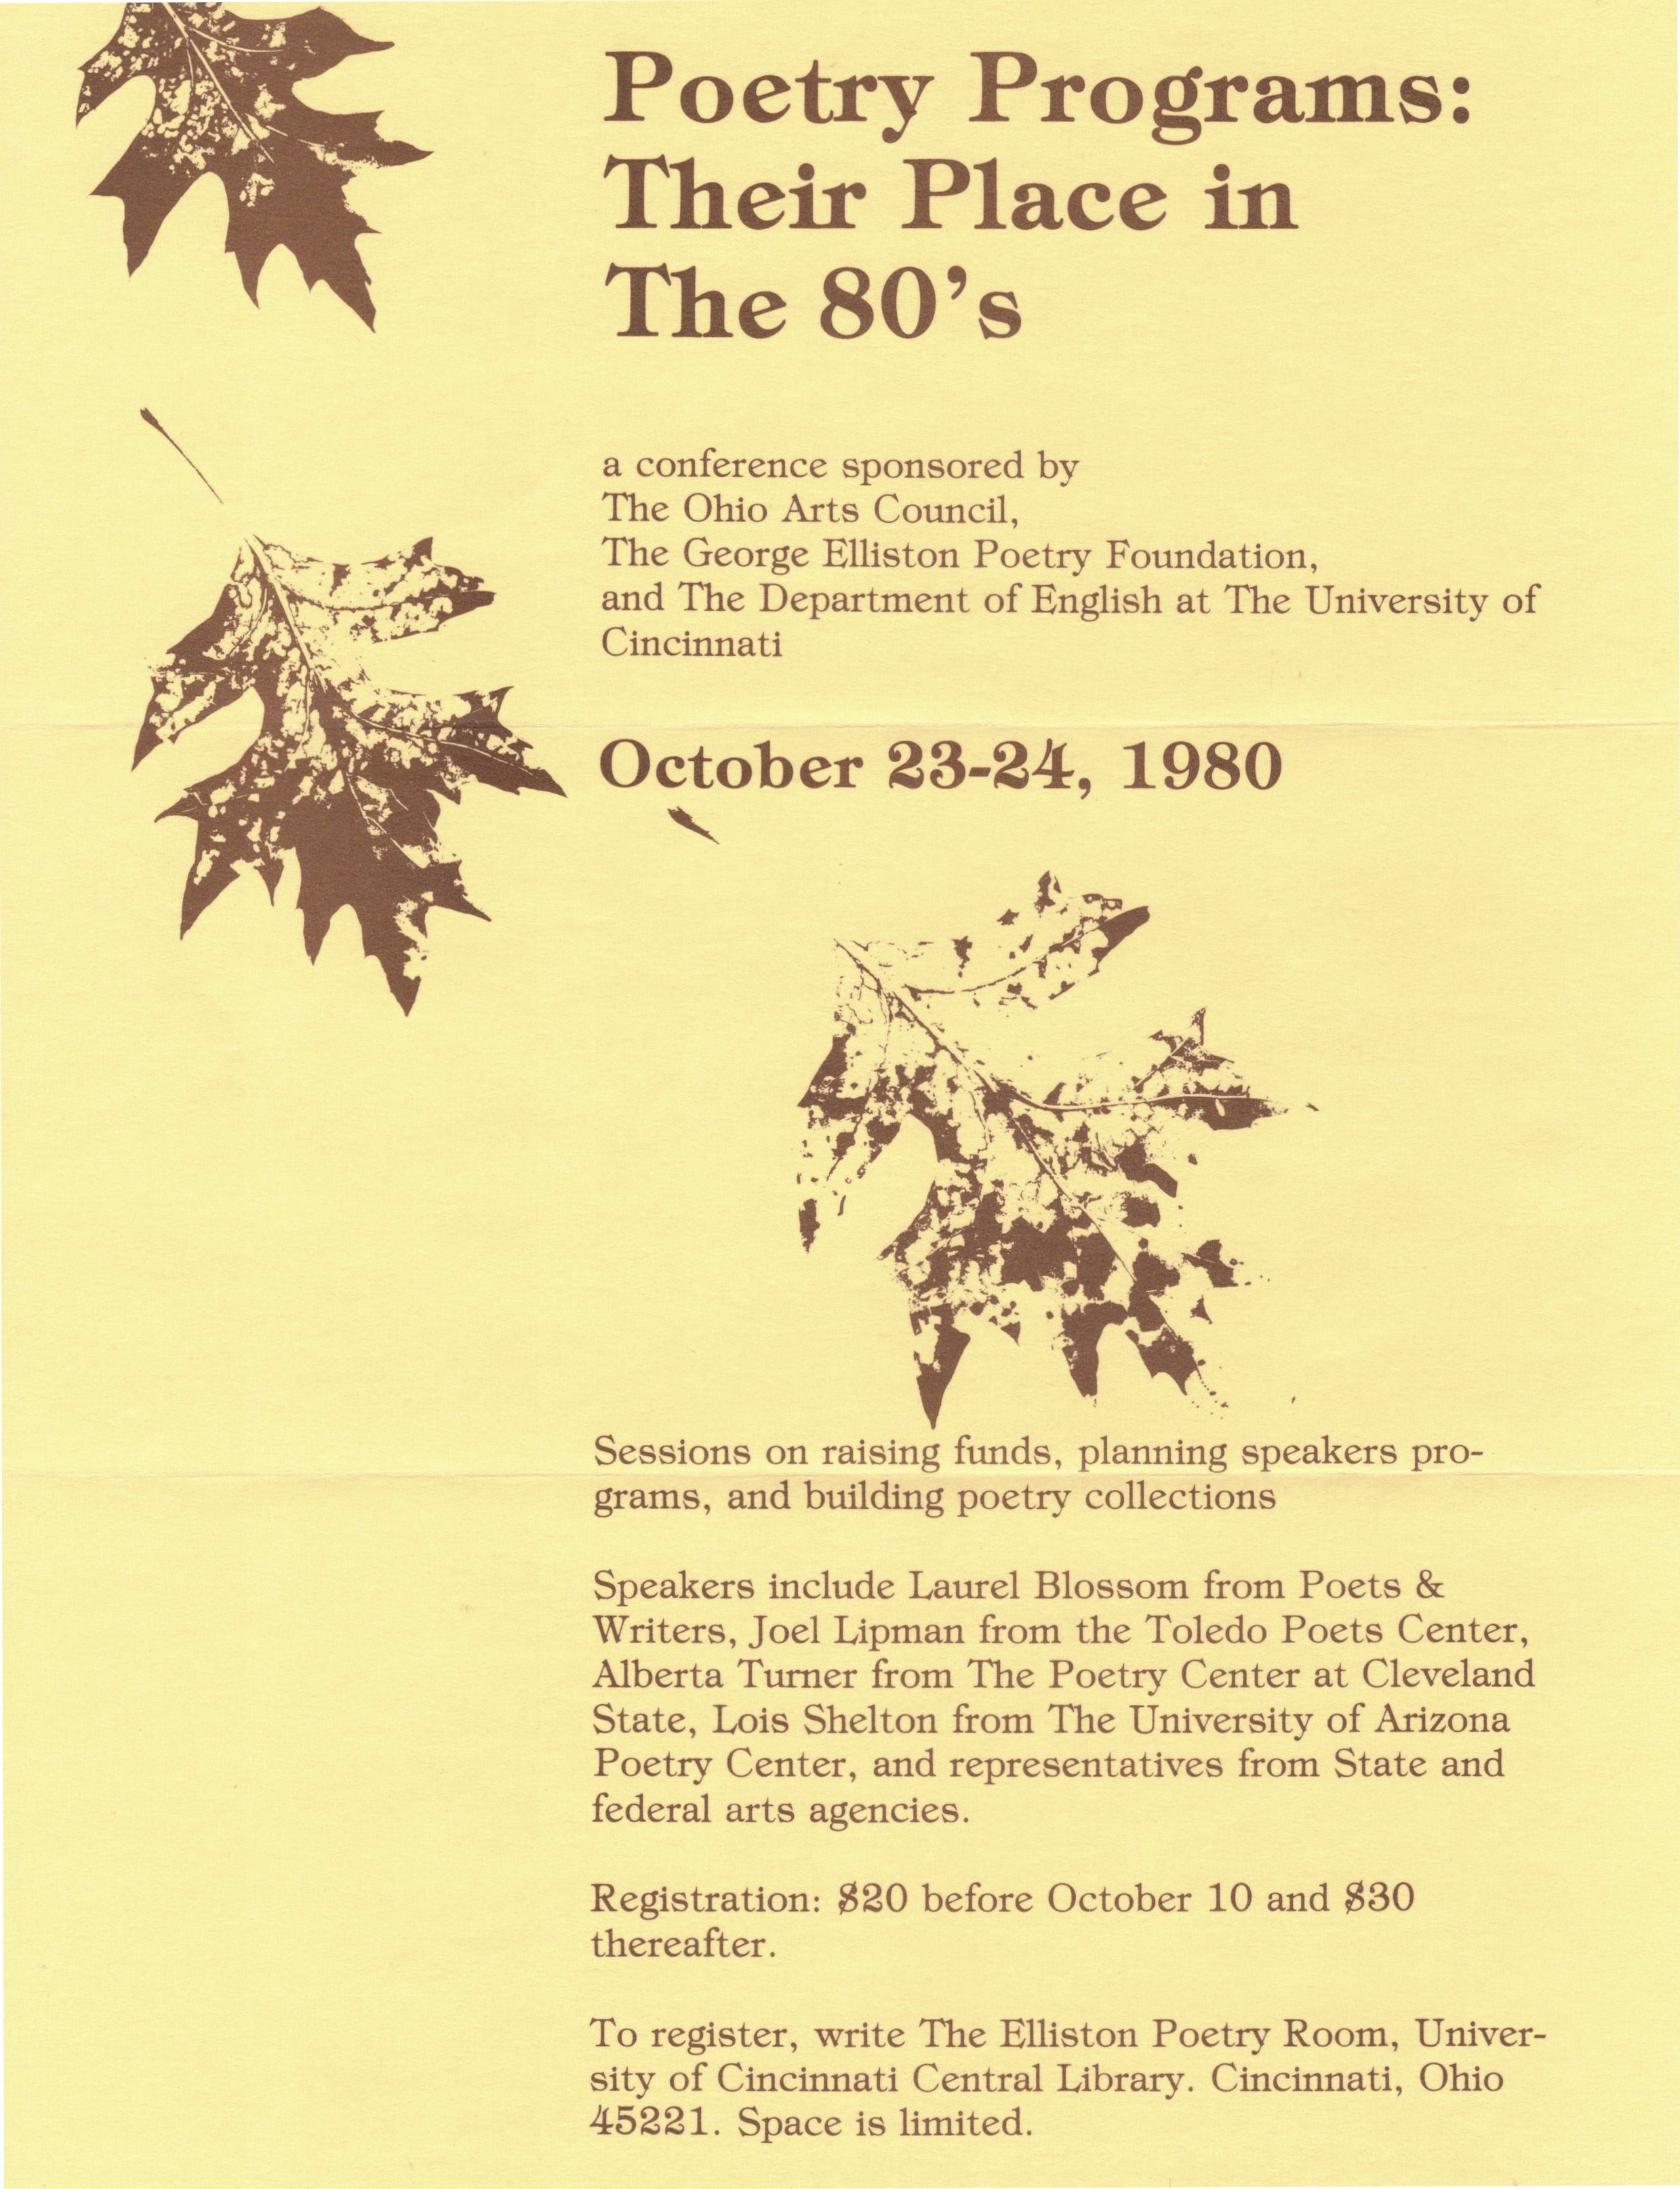 Poetry Programs:
Their Place in
The 80's
a conference sponsored by
The Ohio Arts Council,
The George Elliston Poetry Foundation,
and The Department of English at The University of
Cincinnati
October 23-24, 1980
Sessions on raising funds, planning speakers pro-
grams, and building poetry collections
Speakers include Laurel Blossom from Poets &
Writers, Joel Lipman from the Toledo Poets Center,
Alberta Turner from The Poetry Center at Cleveland
State, Lois Shelton from The University of Arizona
Poetry Center, and representatives from State and
federal arts agencies.
Registration: $20 before October 10 and $30
thereafter.
To register, write The Elliston Poetry Room, Univer-
sity of Cincinnati Central Library. Cincinnati, Ohio
45221. Space is limited.